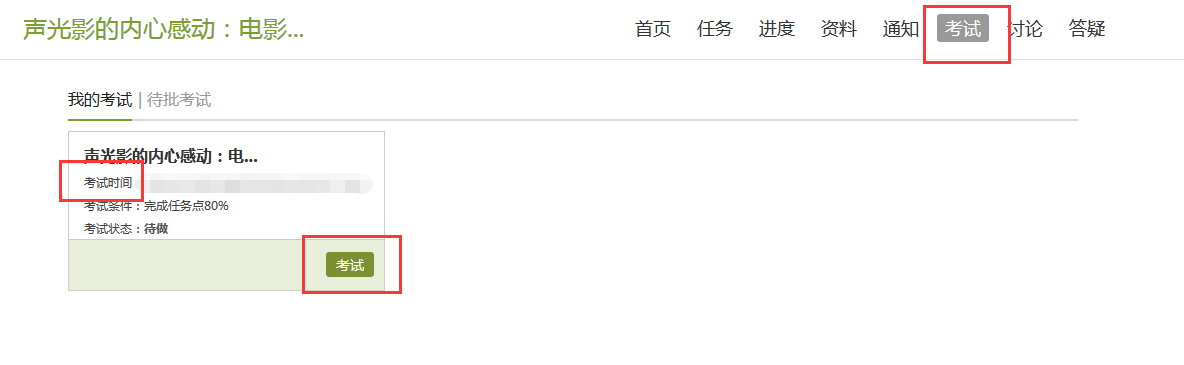 声光影的内心感动：电影...
首页 任务 进度 资料 通知 考试 讨论 答疑
我的考试 | 待批考试
声光影的内心感动：电...
考试时间
考试条件：完成任务点80%
考试状态：待做
考试